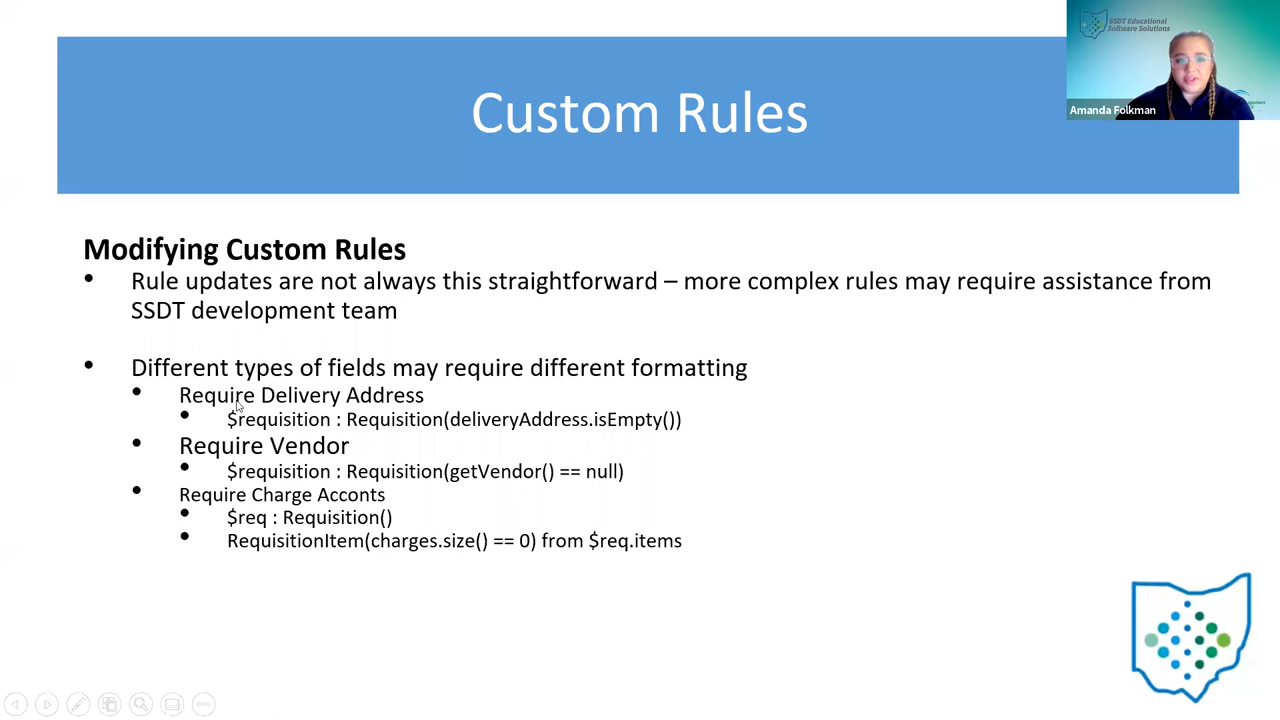 SSDT Educational
Software Solutions
Amanda Folkman
Custom Rules
Modifying Custom Rules
• Rule updates are not always this straightforward – more complex rules may require assistance from
SSDT development team
• Different types of fields may require different formatting
• Require Delivery Address
• $requisition : Requisition(deliveryAddress.isEmpty())
• Require Vendor
• $requisition : Requisition(getVendor() == null)
• Require Charge Acconts
• $req : Requisition()
• RequisitionItem(charges.size() == 0) from $req.items